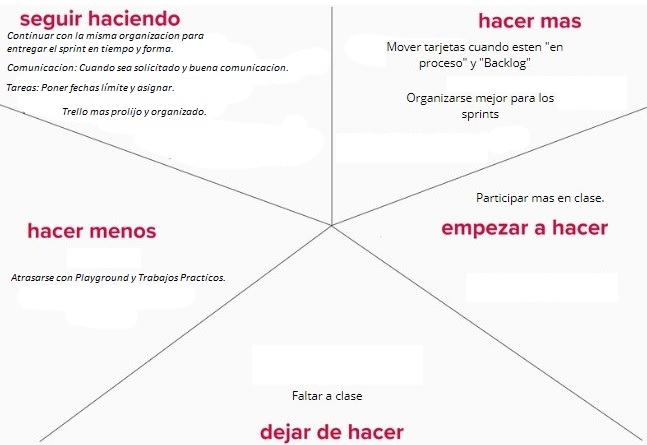 seguir haciendo
Continuar con la misma organizacion para
entregar el sprint en tiempo y forma.
Comunicacion: Cuando sea solicitado y buena comunicacion.
Tareas: Poner fechas límite y asignar.
Trello mas prolijo y organizado.
hacer mas
Mover tarjetas cuando esten "en
proceso" y "Backlog"
Organizarse mejor para los
sprints
Participar mas en clase.
empezar a hacer
hacer menos
Atrasarse con Playground y Trabajos Practicos.
Faltar a clase
dejar de hacer